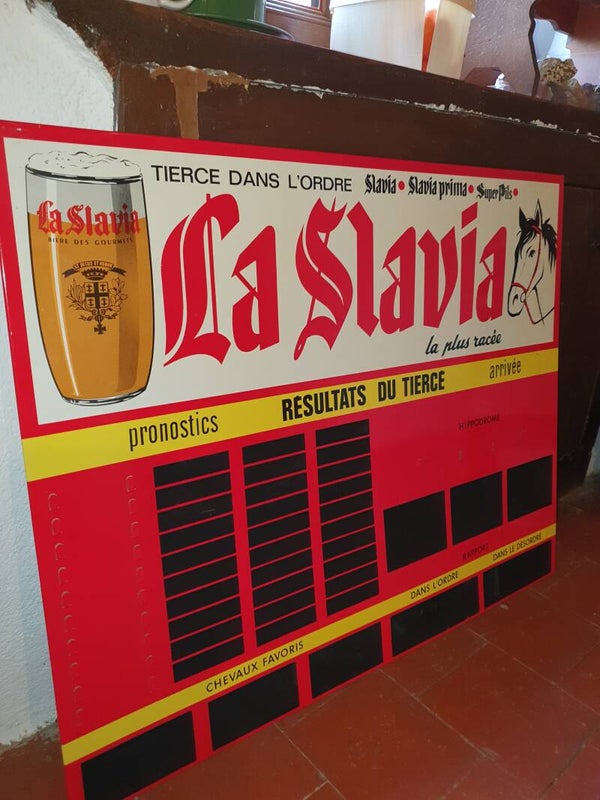 TIERCE DANS L'ORDRE Slavia • Slavia prima • Super Pils •
La Slavia
BIERE DES GOURMETS
La Slavia
la plus racée
pronostics RESULTATS DU TIERCE arrivée
HIPPODROME
RAPPORT
CHEVAUX FAVORIS DANS L'ORDRE DANS LE DESORDRE